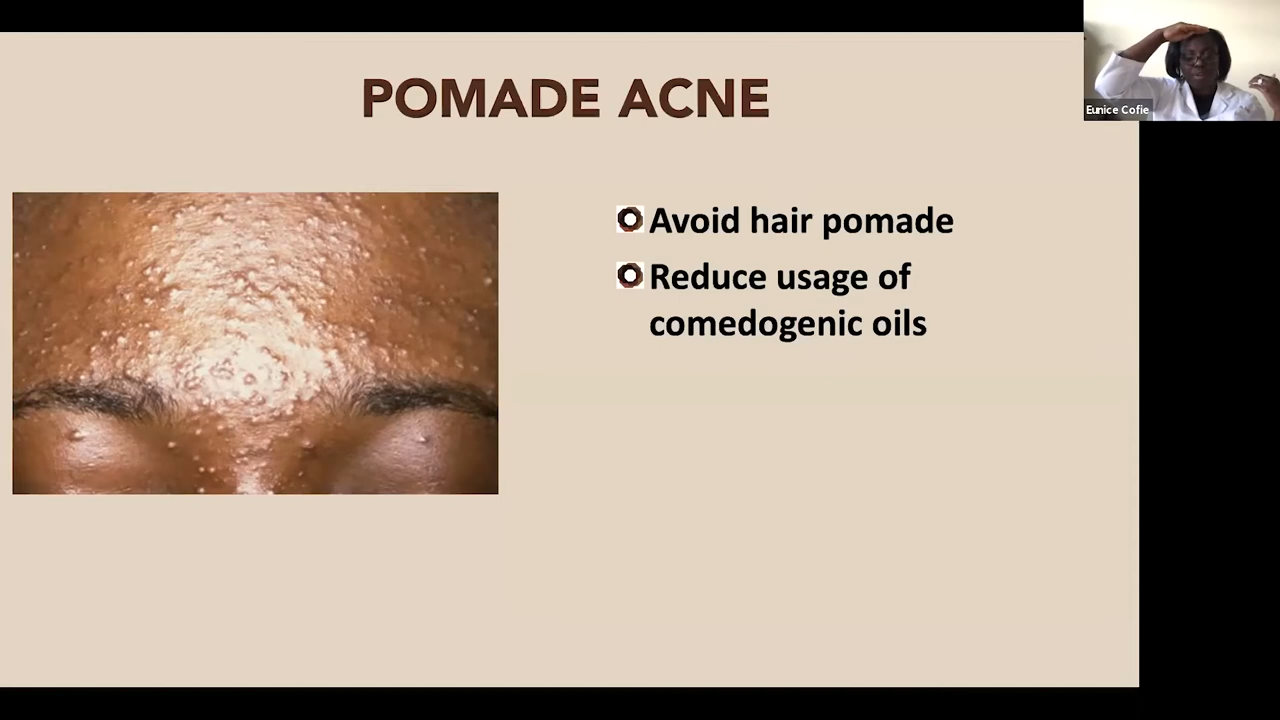 POMADE ACNE
Eunice Cofie
Avoid hair pomade
Reduce usage of
comedogenic oils